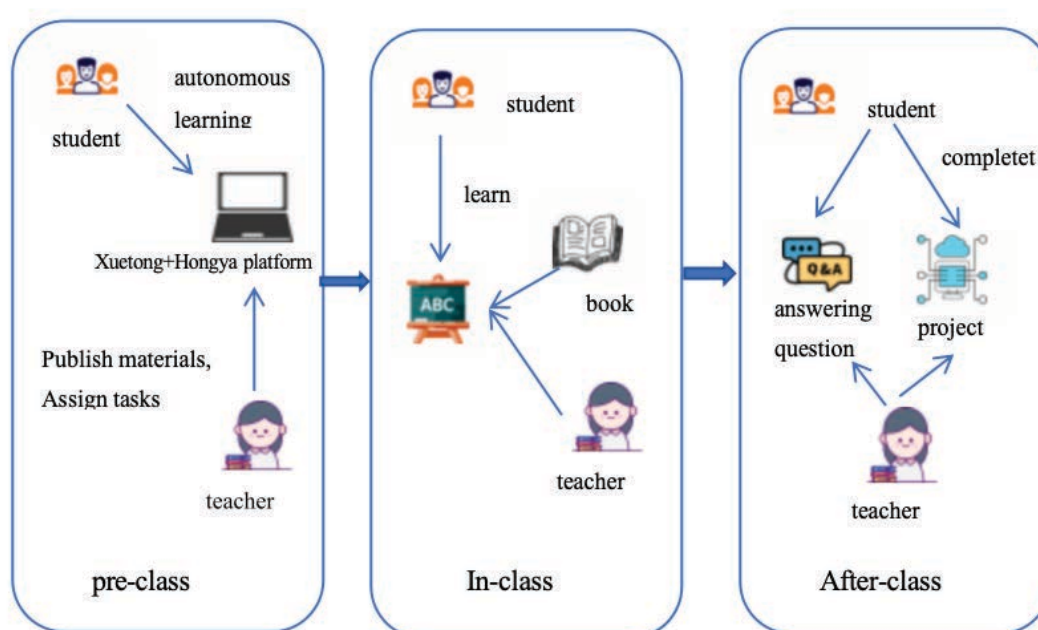 autonomous
learning
student
Xuetong+Hongya platform
Publish materials,
Assign tasks
teacher
pre-class
student
learn
ABC
book
teacher
In-class
student
completet
Q&A
answering
question
project
teacher
After-class